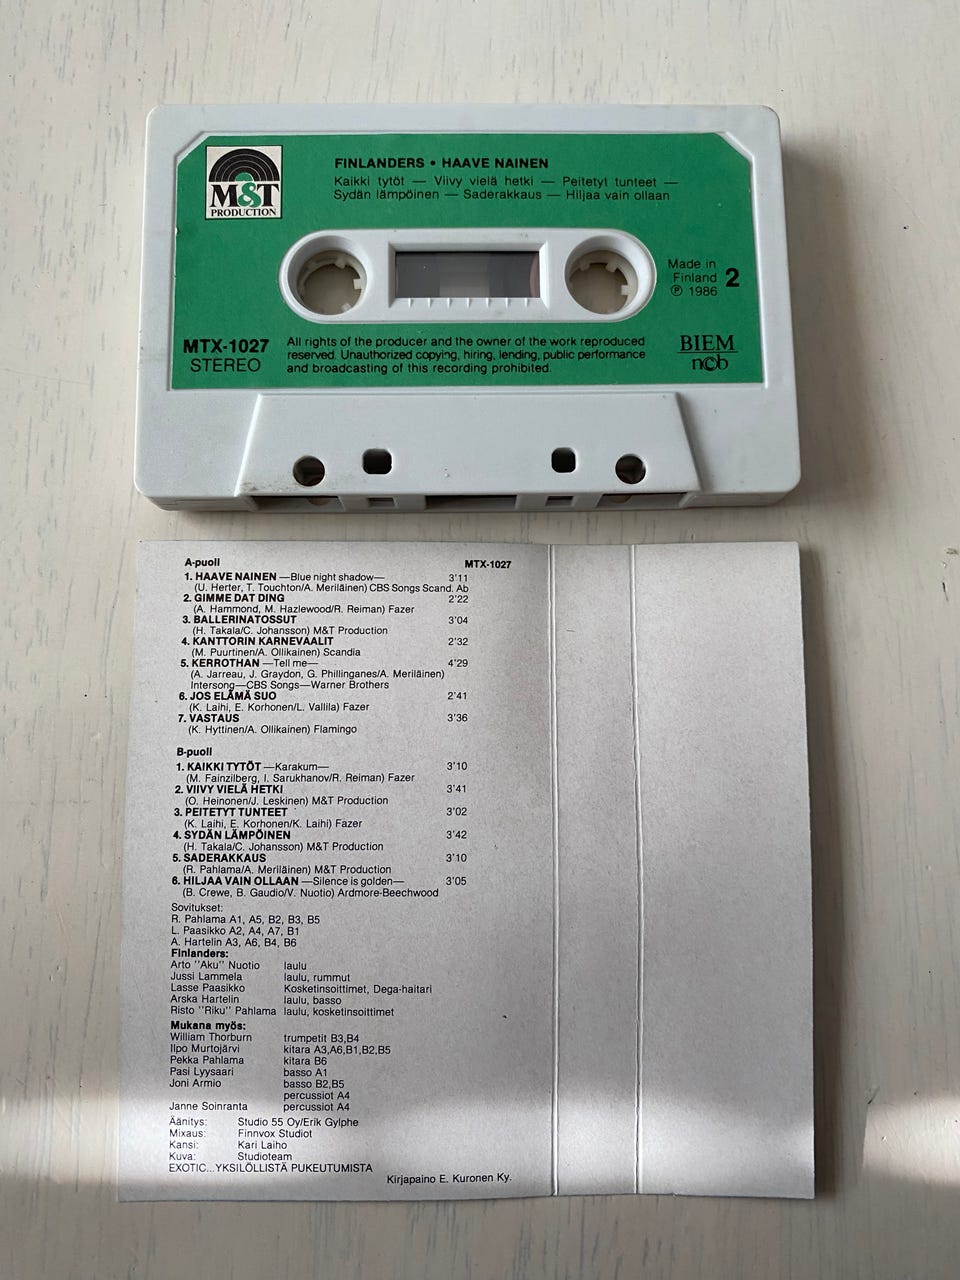 M&T
PRODUCTION
FINLANDERS • HAAVE NAINEN
Kaikki tytöt — Viivy vielä hetki — Peitetyt tunteet —
Sydän lämpöinen — Saderakkaus — Hiljaa vain ollaan
Made in
Finland 2
℗ 1986
MTX-1027
STEREO
All rights of the producer and the owner of the work reproduced
reserved. Unauthorized copying, hiring, lending, public performance
and broadcasting of this recording prohibited.
BIEM
ncb
A-puoli MTX-1027
1. HAAVE NAINEN —Blue night shadow— 3'11
(U. Herter, T. Touchton/A. Meriläinen) CBS Songs Scand. Ab
2. GIMME DAT DING 2'22
(A. Hammond, M. Hazlewood/R. Reiman) Fazer
3. BALLERINATOSSUT 3'04
(H. Takala/C. Johansson) M&T Production
4. KANTTORIN KARNEVAALIT 2'32
(M. Puurtinen/A. Ollikainen) Scandia
5. KERROTHAN —Tell me— 4'29
(A. Jarreau, J. Graydon, G. Phillinganes/A. Meriläinen)
Intersong—CBS Songs—Warner Brothers
6. JOS ELÄMÄ SUO 2'41
(K. Laihi, E. Korhonen/L. Vallila) Fazer
7. VASTAUS 3'36
(K. Hyttinen/A. Ollikainen) Flamingo
B-puoli
1. KAIKKI TYTÖT —Karakum— 3'10
(M. Fainzilberg, I. Sarukhanov/R. Reiman) Fazer
2. VIIVY VIELÄ HETKI 3'41
(O. Heinonen/J. Leskinen) M&T Production
3. PEITETYT TUNTEET 3'02
(K. Laihi, E. Korhonen/K. Laihi) Fazer
4. SYDÄN LÄMPÖINEN 3'42
(H. Takala/C. Johansson) M&T Production
5. SADERAKKAUS 3'10
(R. Pahlama/A. Meriläinen) M&T Production
6. HILJAA VAIN OLLAAN —Silence is golden— 3'05
(B. Crewe, B. Gaudio/V. Nuotio) Ardmore-Beechwood
Sovitukset:
R. Pahlama A1, A5, B2, B3, B5
L. Paasikko A2, A4, A7, B1
A. Hartelin A3, A6, B4, B6
Finlanders:
Arto "Aku" Nuotio laulu
Jussi Lammela laulu, rummut
Lasse Paasikko Kosketinsoittimet, Dega-haitari
Arska Hartelin laulu, basso
Risto "Riku" Pahlama laulu, kosketinsoittimet
Mukana myös:
William Thorburn trumpetit B3,B4
Ilpo Murtojärvi kitara A3,A6,B1,B2,B5
Pekka Pahlama kitara B6
Pasi Lyysaari basso A1
Joni Armio basso B2,B5
percussiot A4
Janne Soinranta percussiot A4
Äänitys: Studio 55 Oy/Erik Gylphe
Mixaus: Finnvox Studiot
Kansi: Kari Laiho
Kuva: Studioteam
EXOTIC...YKSILÖLLISTÄ PUKEUTUMISTA
Kirjapaino E. Kuronen Ky.